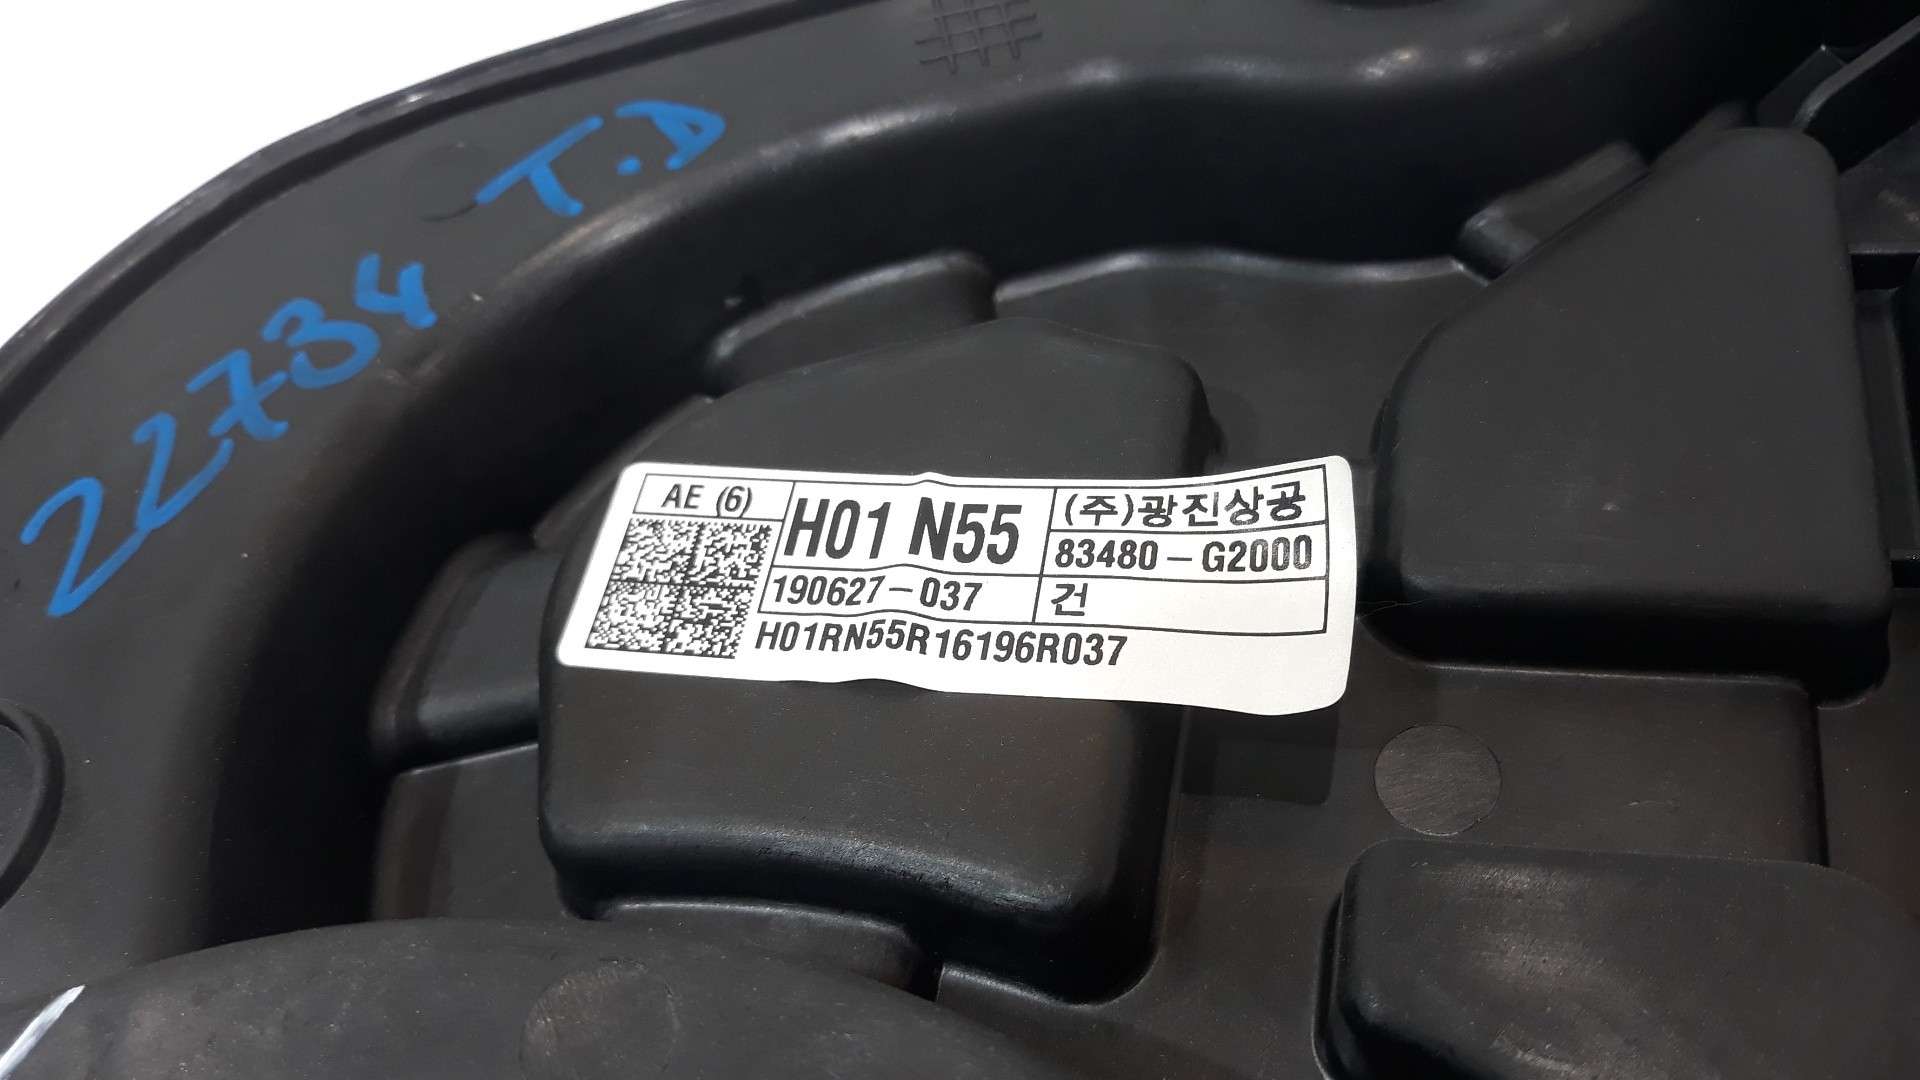 22734 T.D
AE (6)
H01 N55
(주)광진상공
83480-G2000
190627-037
건
H01RN55R16196R037